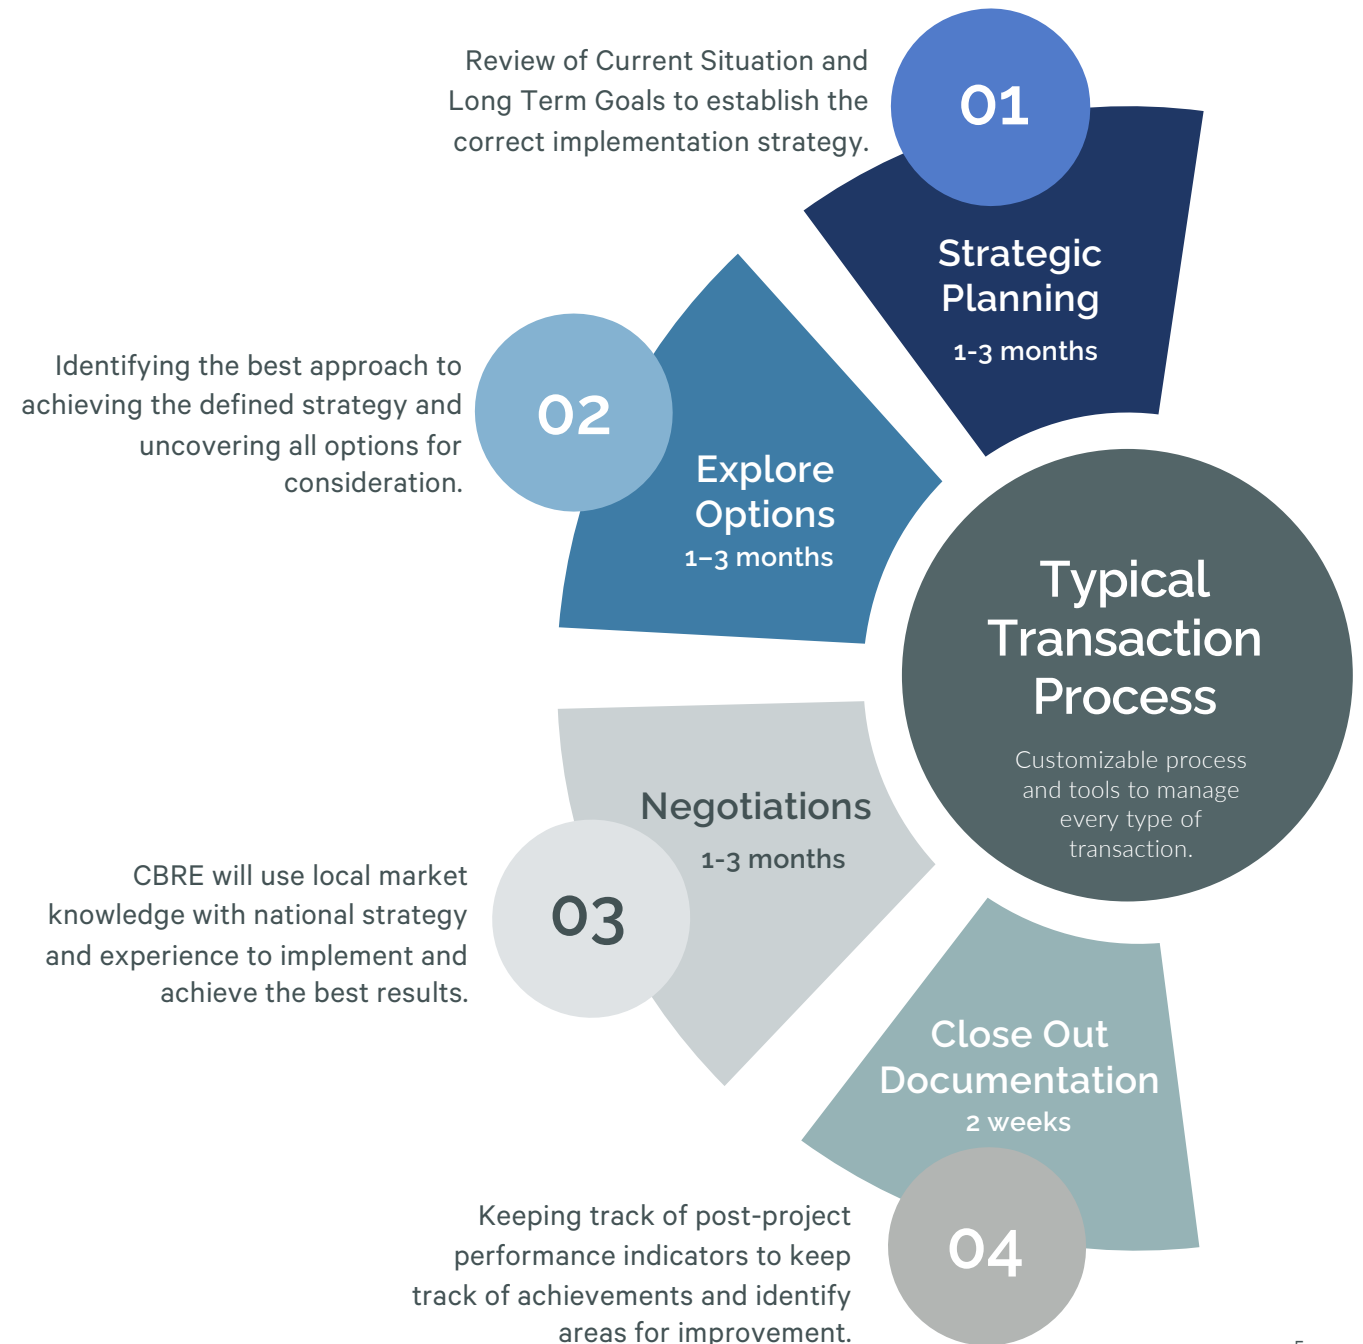 Review of Current Situation and
Long Term Goals to establish the
correct implementation strategy.
01
Strategic
Planning
1-3 months
Identifying the best approach to
achieving the defined strategy and
uncovering all options for
consideration.
02
Explore
Options
1–3 months
Typical
Transaction
Process
Customizable process
and tools to manage
every type of
transaction.
Negotiations
1-3 months
03
CBRE will use local market
knowledge with national strategy
and experience to implement and
achieve the best results.
Close Out
Documentation
2 weeks
04
Keeping track of post-project
performance indicators to keep
track of achievements and identify
areas for improvement.